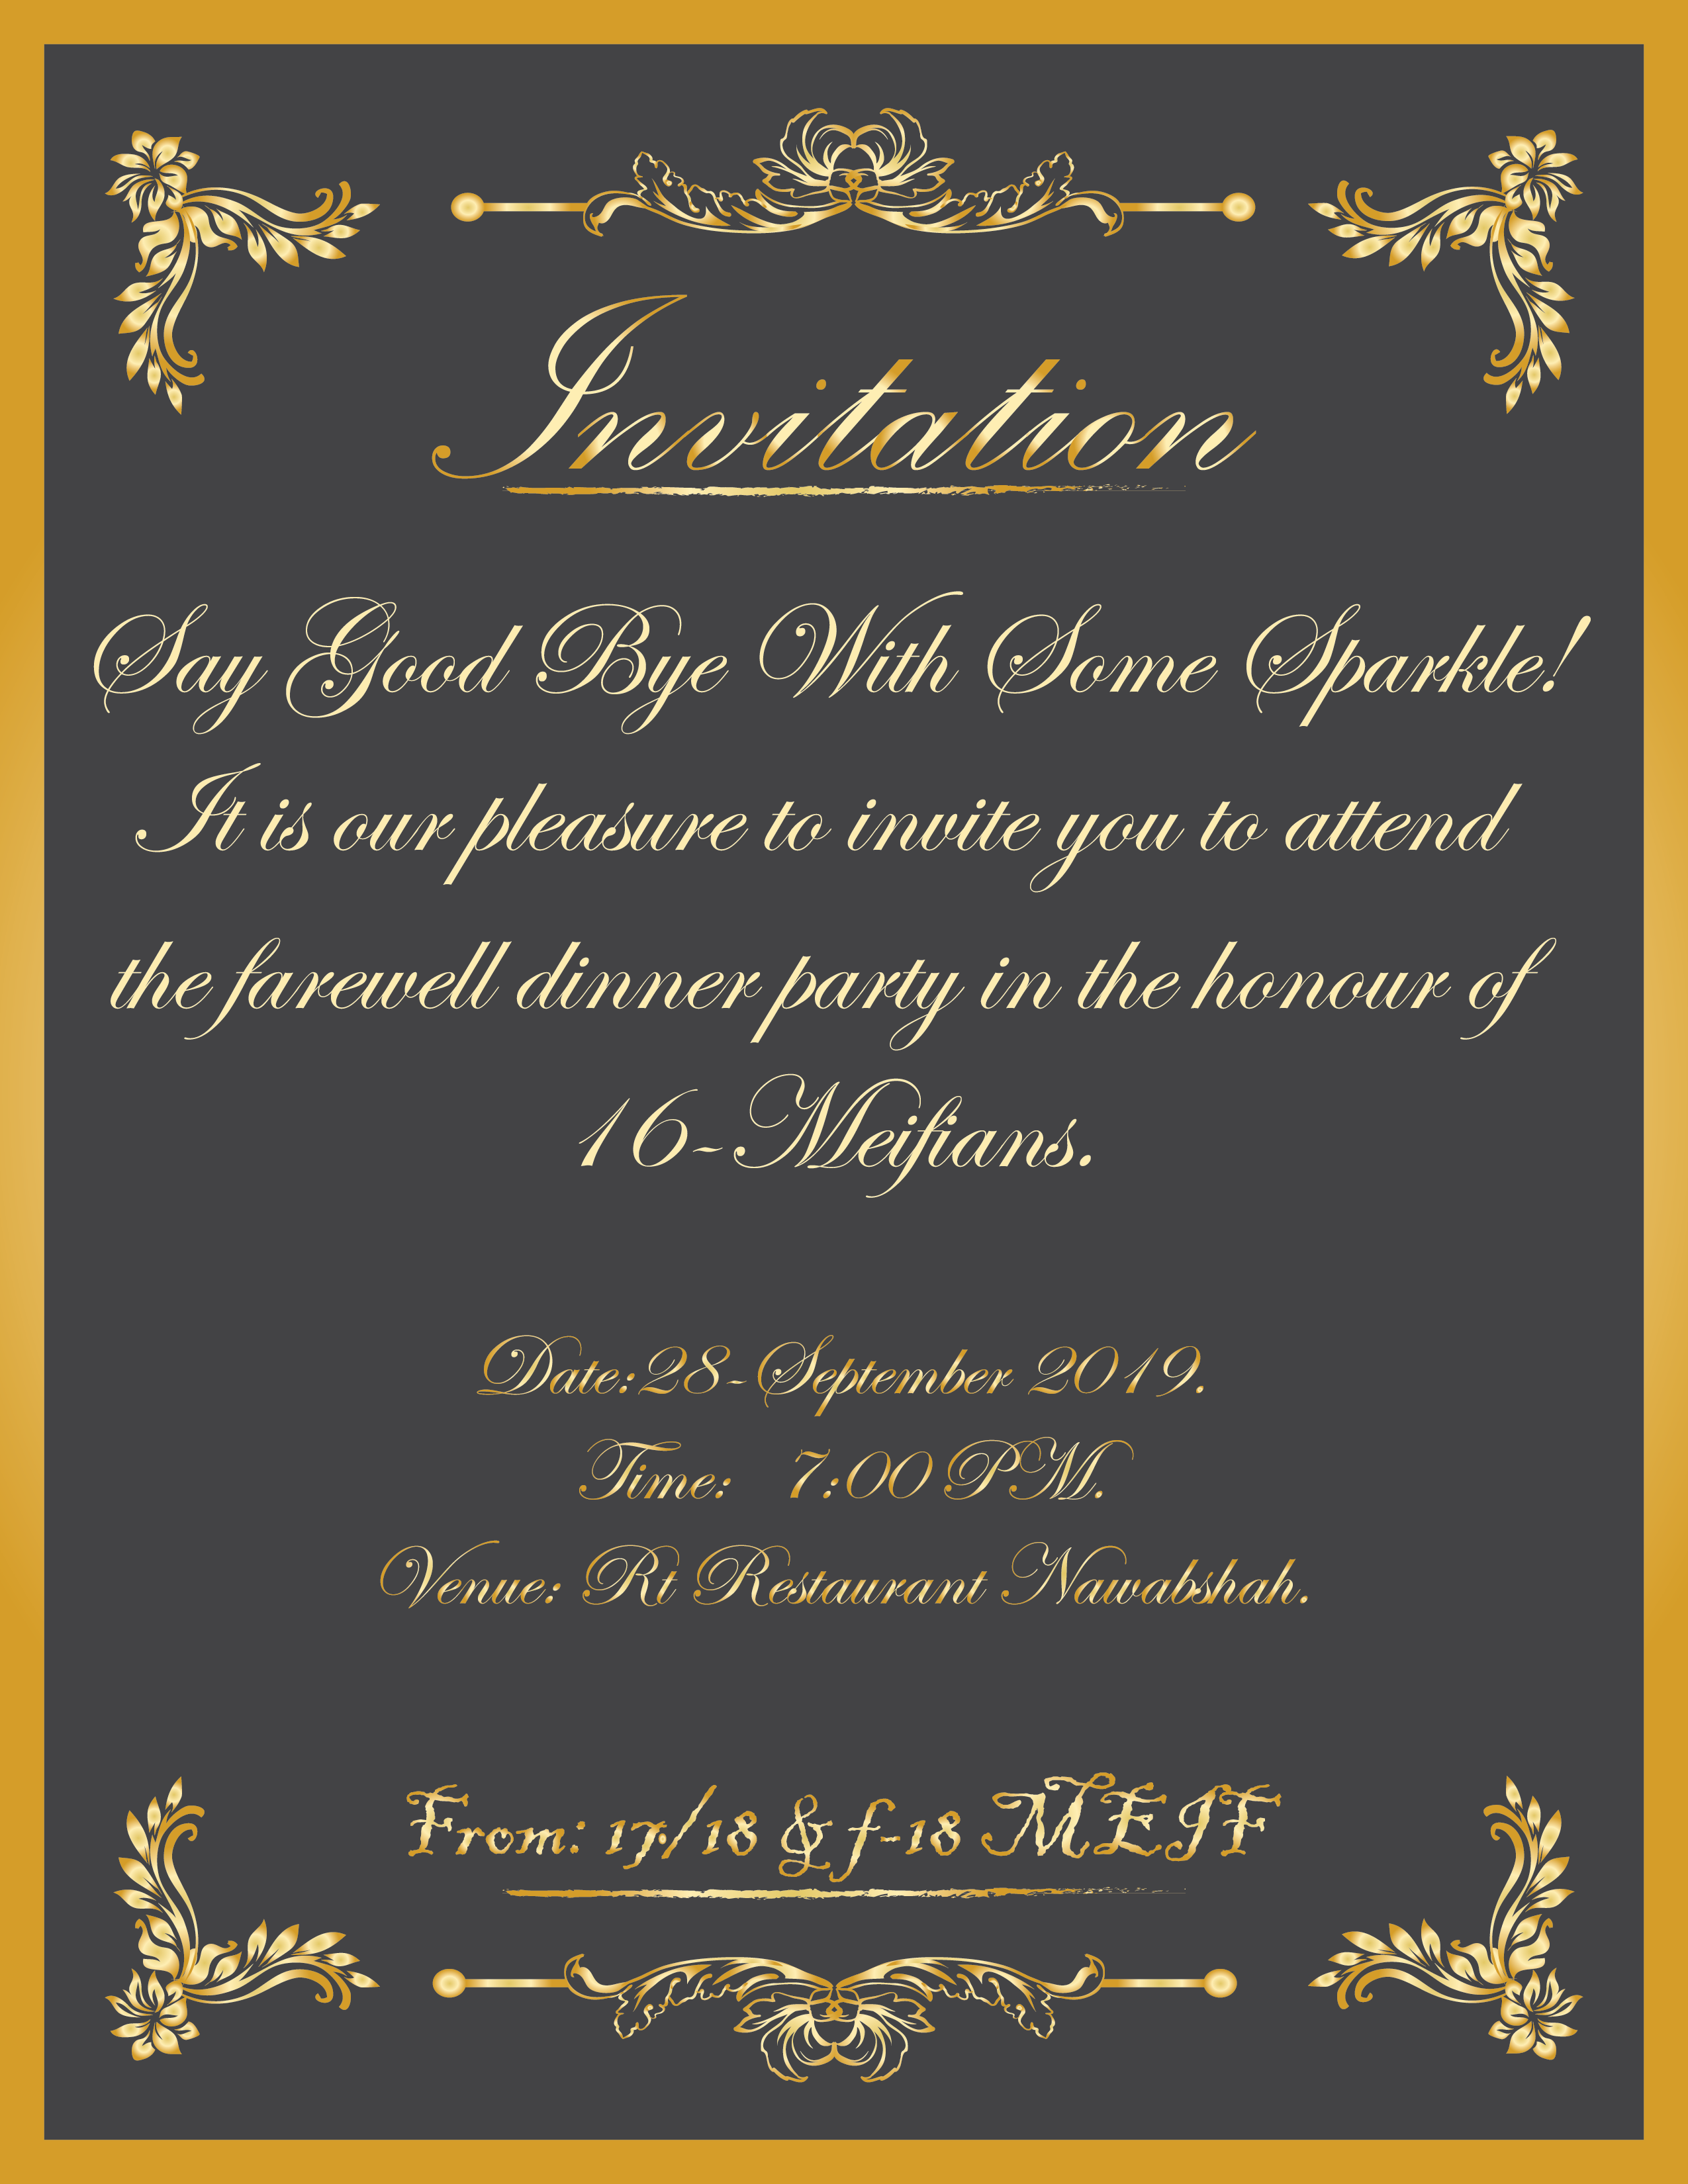 Invitation
Say Good Bye With Some Sparkle!
It is our pleasure to invite you to attend
the farewell dinner party in the honour of
16-Meifians.
Date:28-September 2019.
Time: 7:00 PM.
Venue: Rt Restaurant Nawabshah.
From: 17/18 & f-18 MEIF